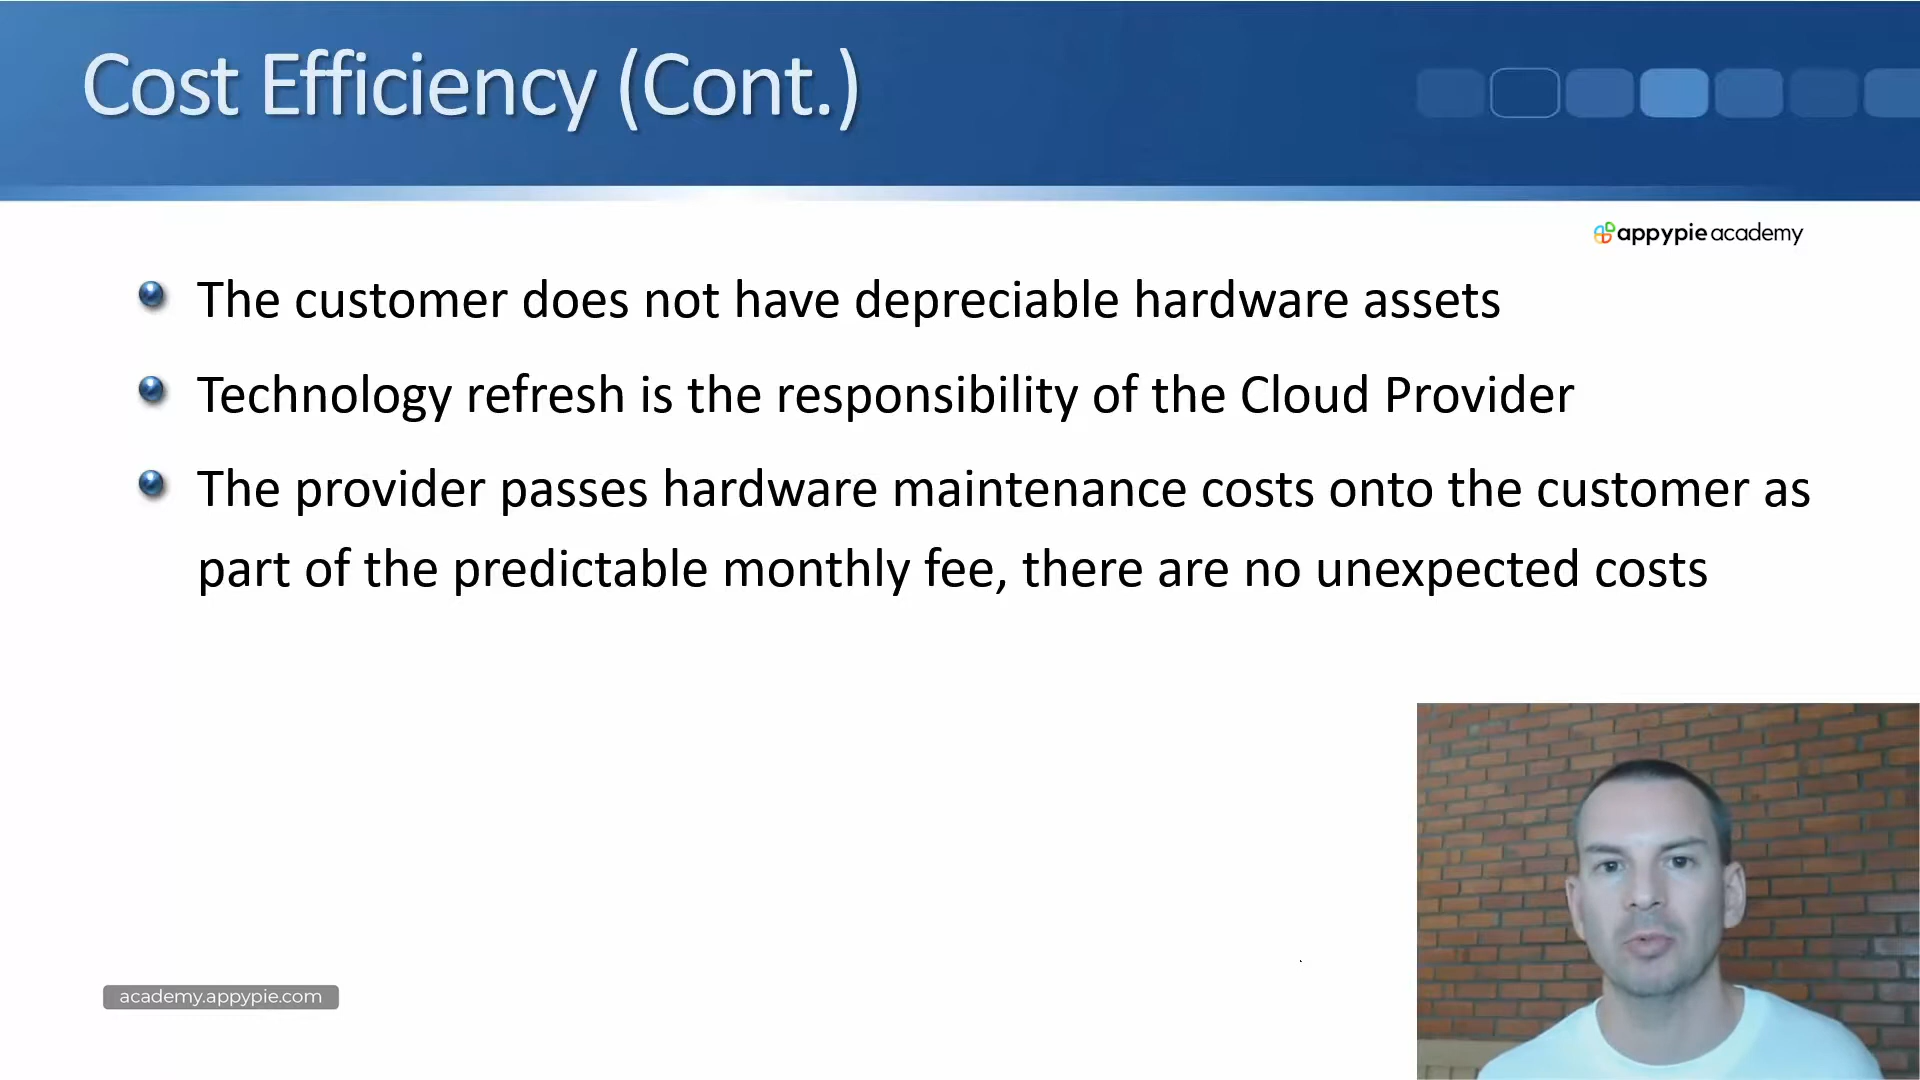 Cost Efficiency (Cont.)
appypie academy
The customer does not have depreciable hardware assets
Technology refresh is the responsibility of the Cloud Provider
The provider passes hardware maintenance costs onto the customer as
part of the predictable monthly fee, there are no unexpected costs
academy.appypie.com